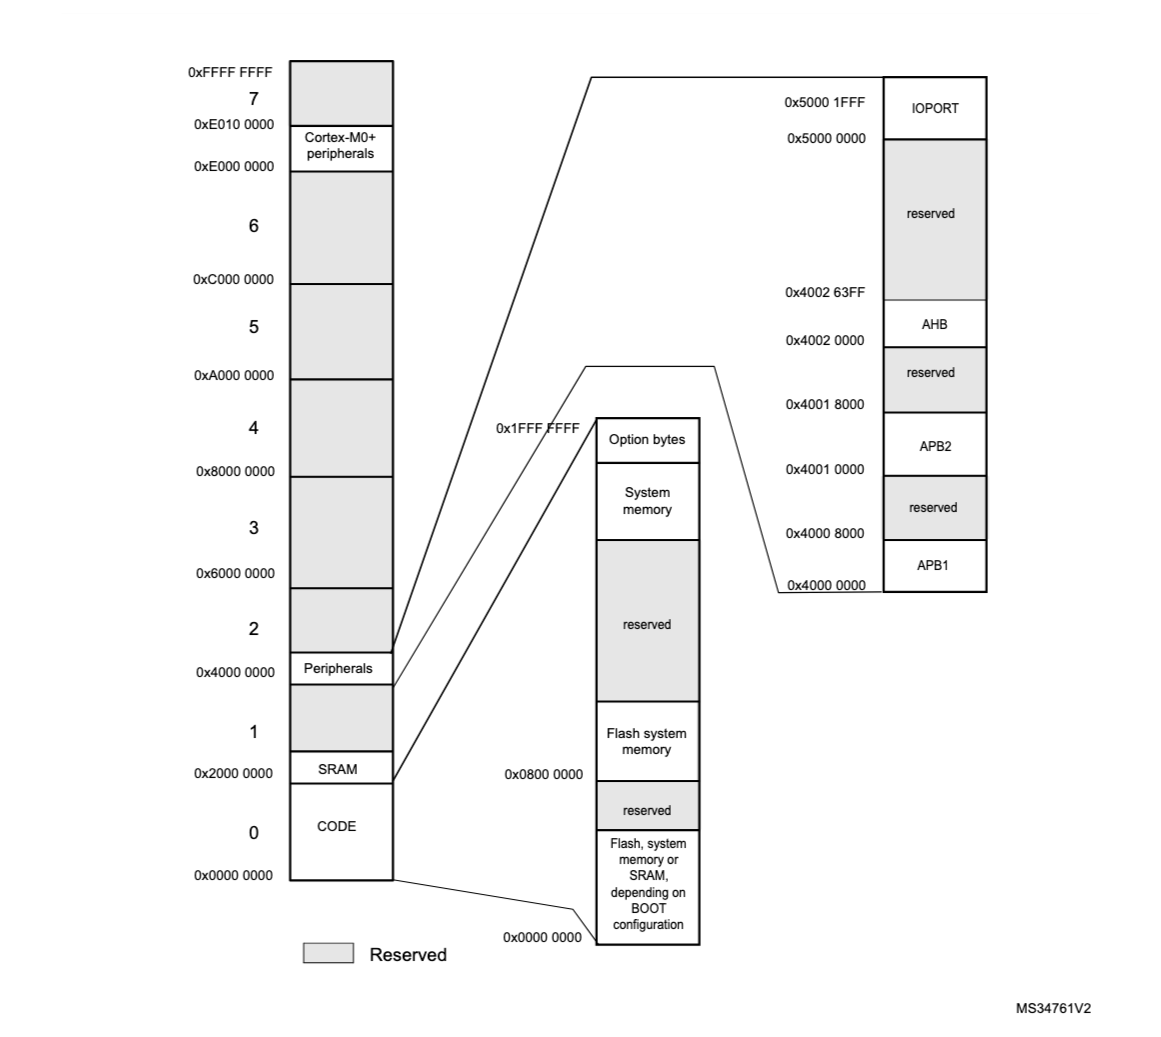 0xFFFF FFFF
7
0xE010 0000
Cortex-M0+
peripherals
0xE000 0000
6
0xC000 0000
5
0xA000 0000
4
0x8000 0000
3
0x6000 0000
2
0x4000 0000
Peripherals
1
0x2000 0000
SRAM
0
CODE
0x0000 0000
Reserved
0x1FFF FFFF
Option bytes
System
memory
reserved
Flash system
memory
0x0800 0000
reserved
Flash, system
memory or
SRAM,
depending on
BOOT
configuration
0x0000 0000
0x5000 1FFF
IOPORT
0x5000 0000
reserved
0x4002 63FF
AHB
0x4002 0000
reserved
0x4001 8000
APB2
0x4001 0000
reserved
0x4000 8000
APB1
0x4000 0000
MS34761V2